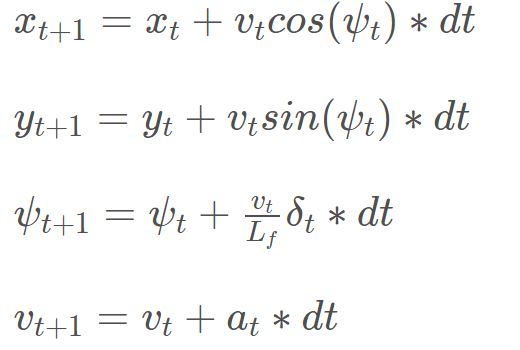 x_{t+1} = x_t + v_t cos(ψ_t) * dt
y_{t+1} = y_t + v_t sin(ψ_t) * dt
ψ_{t+1} = ψ_t + \frac{v_t}{L_f} δ_t * dt
v_{t+1} = v_t + a_t * dt